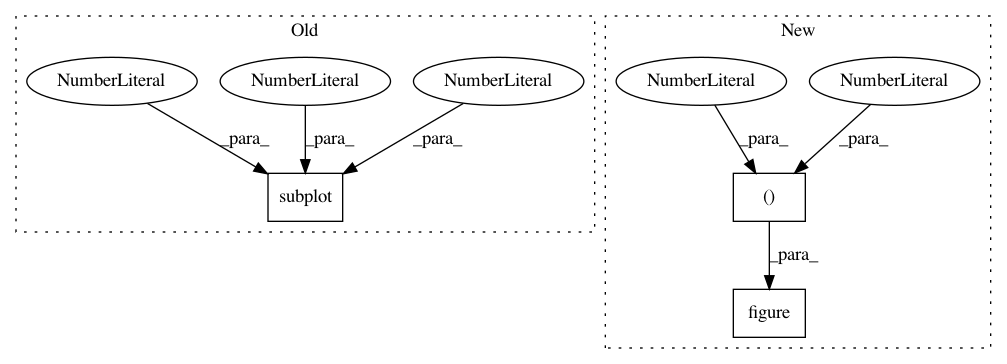 Old
New
NumberLiteral NumberLiteral NumberLiteral NumberLiteral NumberLiteral
_para_ _para_ _para_ _para_ _para_
subplot ()
_para_
figure